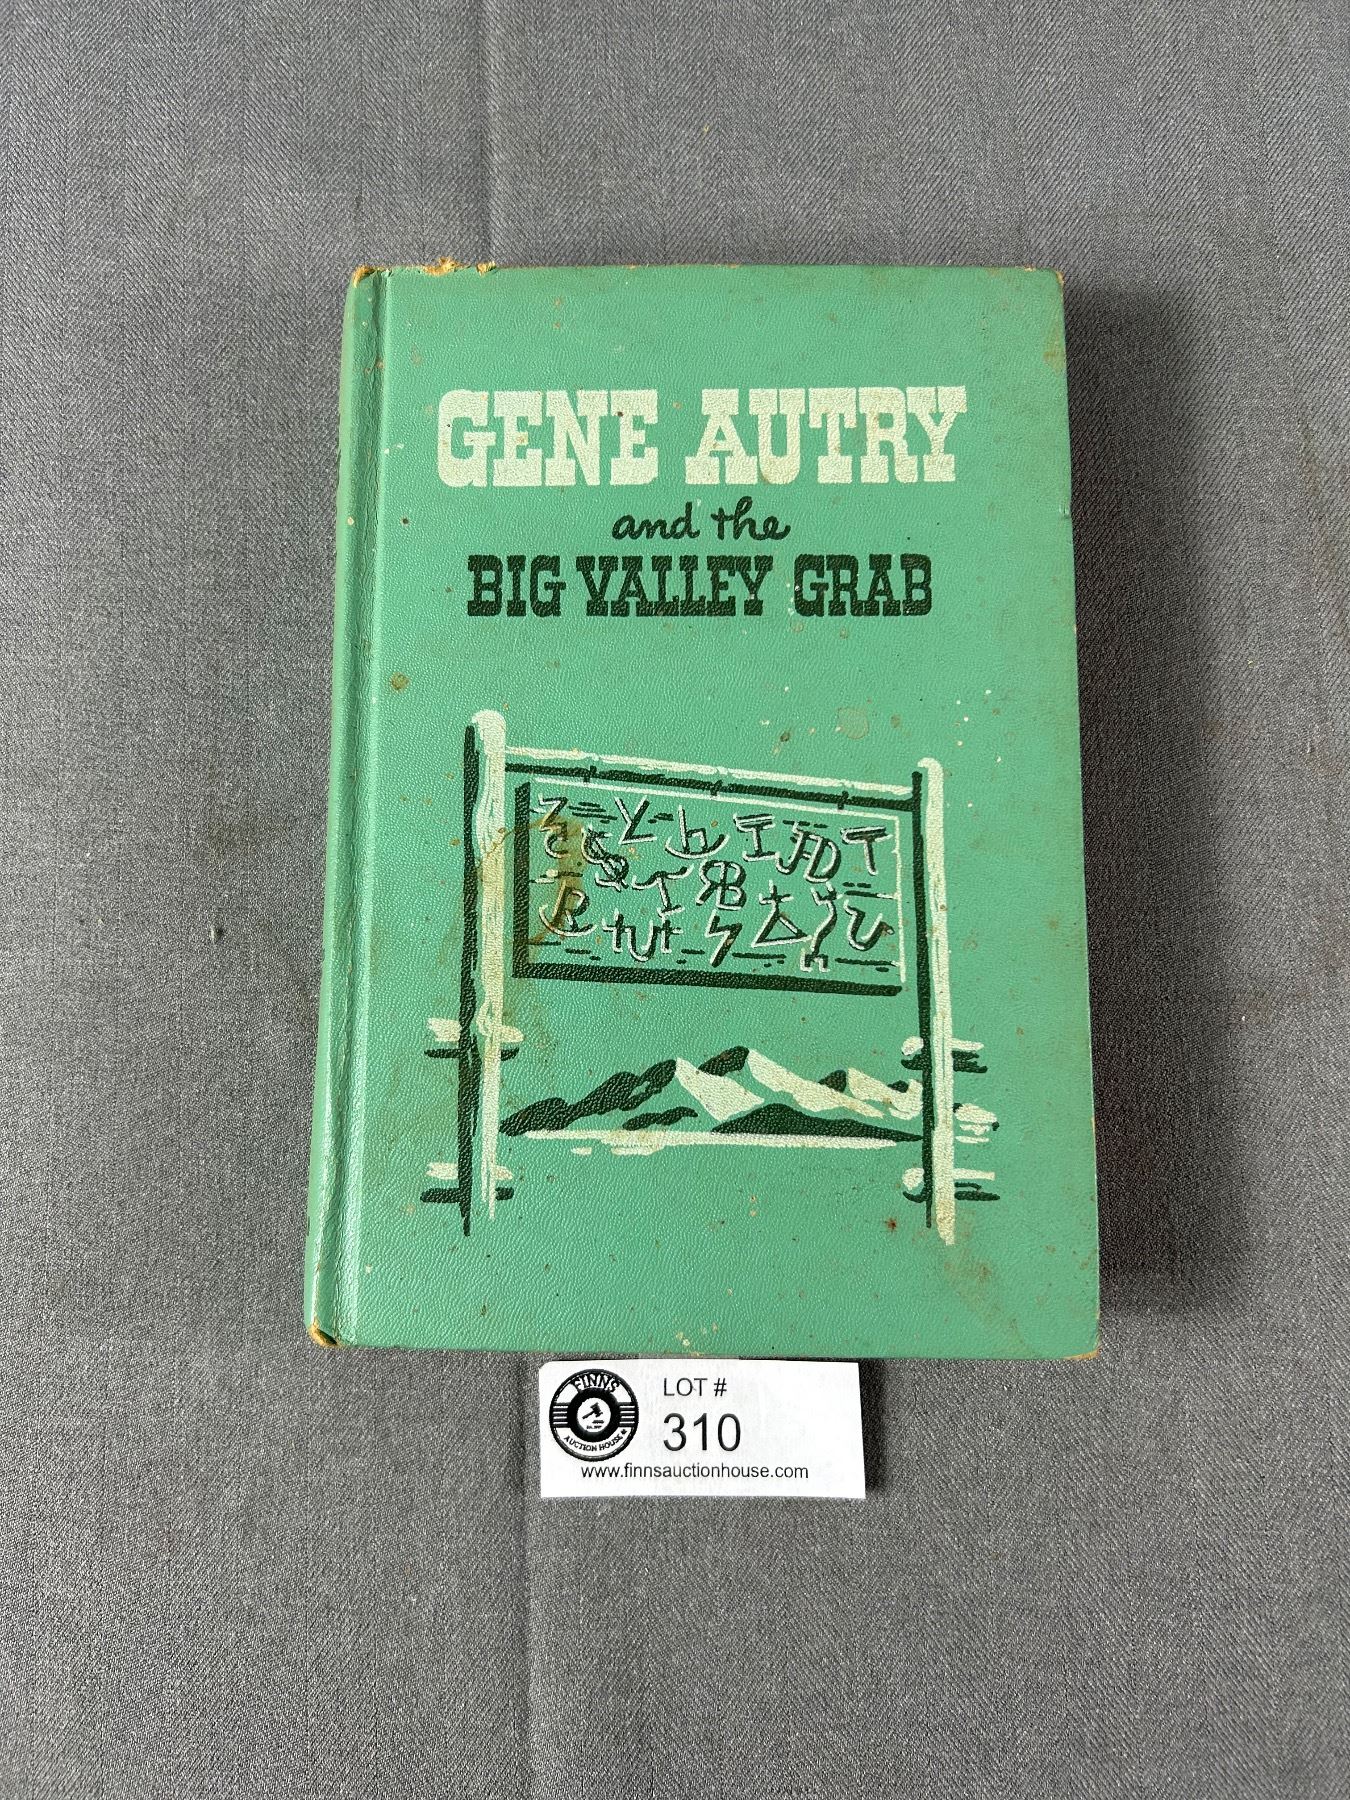 GENE AUTRY
and the
BIG VALLEY GRAB
FINNS
AUCTION HOUSE
LOT #
310
www.finnsauctionhouse.com